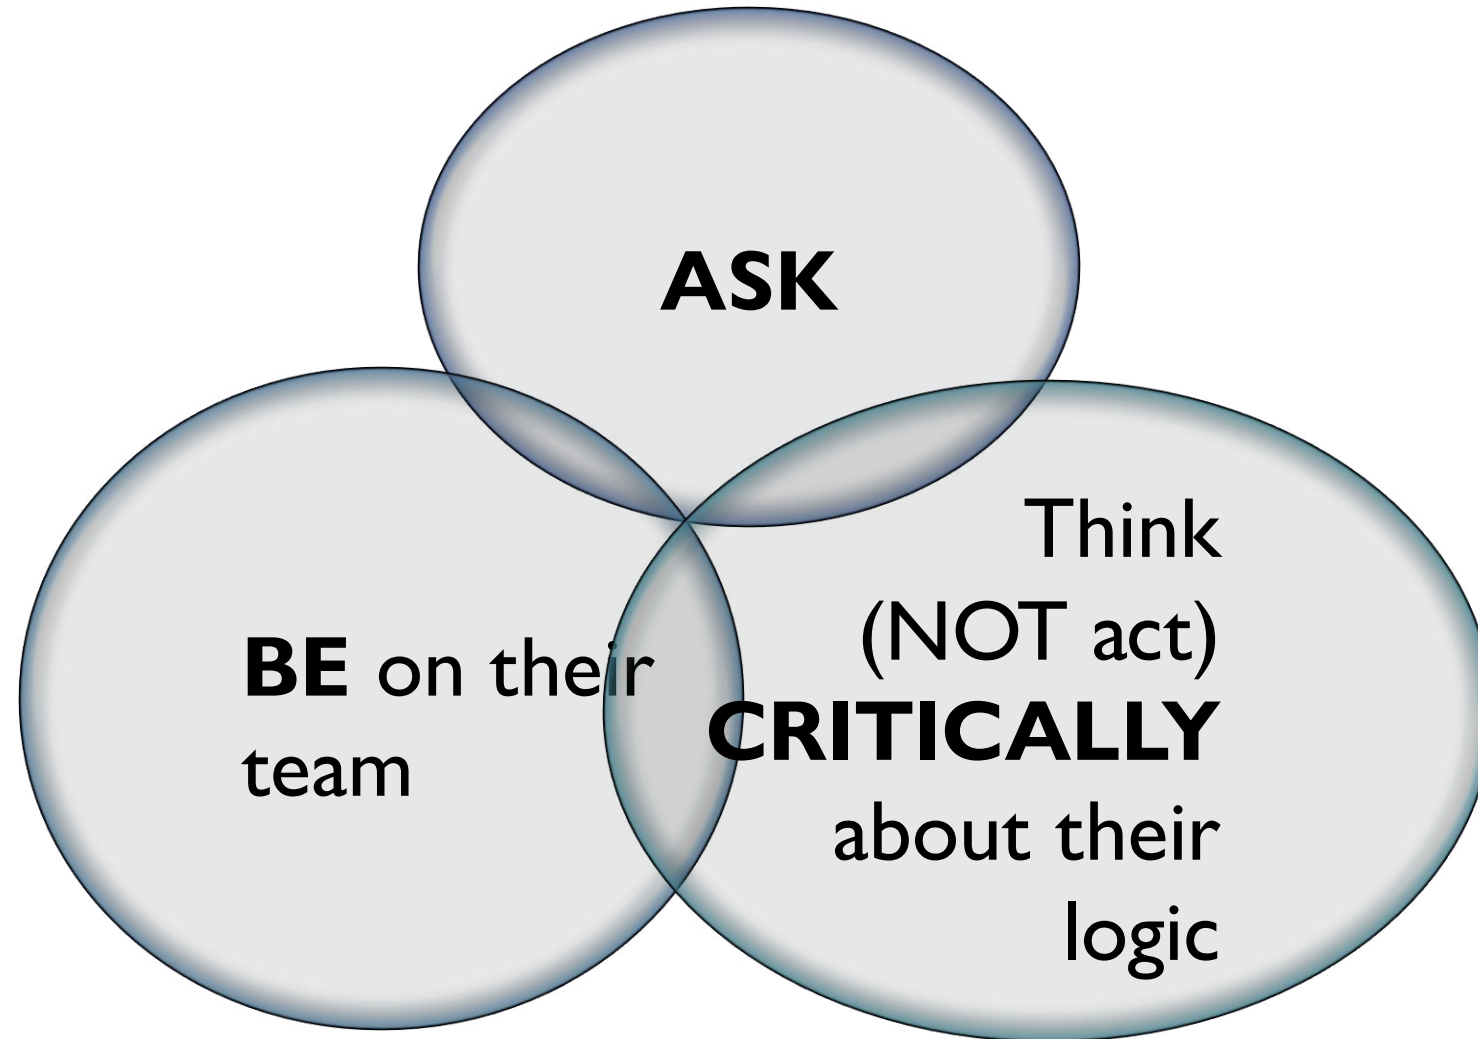 ASK
BE on their
team
Think
(NOT act)
CRITICALLY
about their
logic